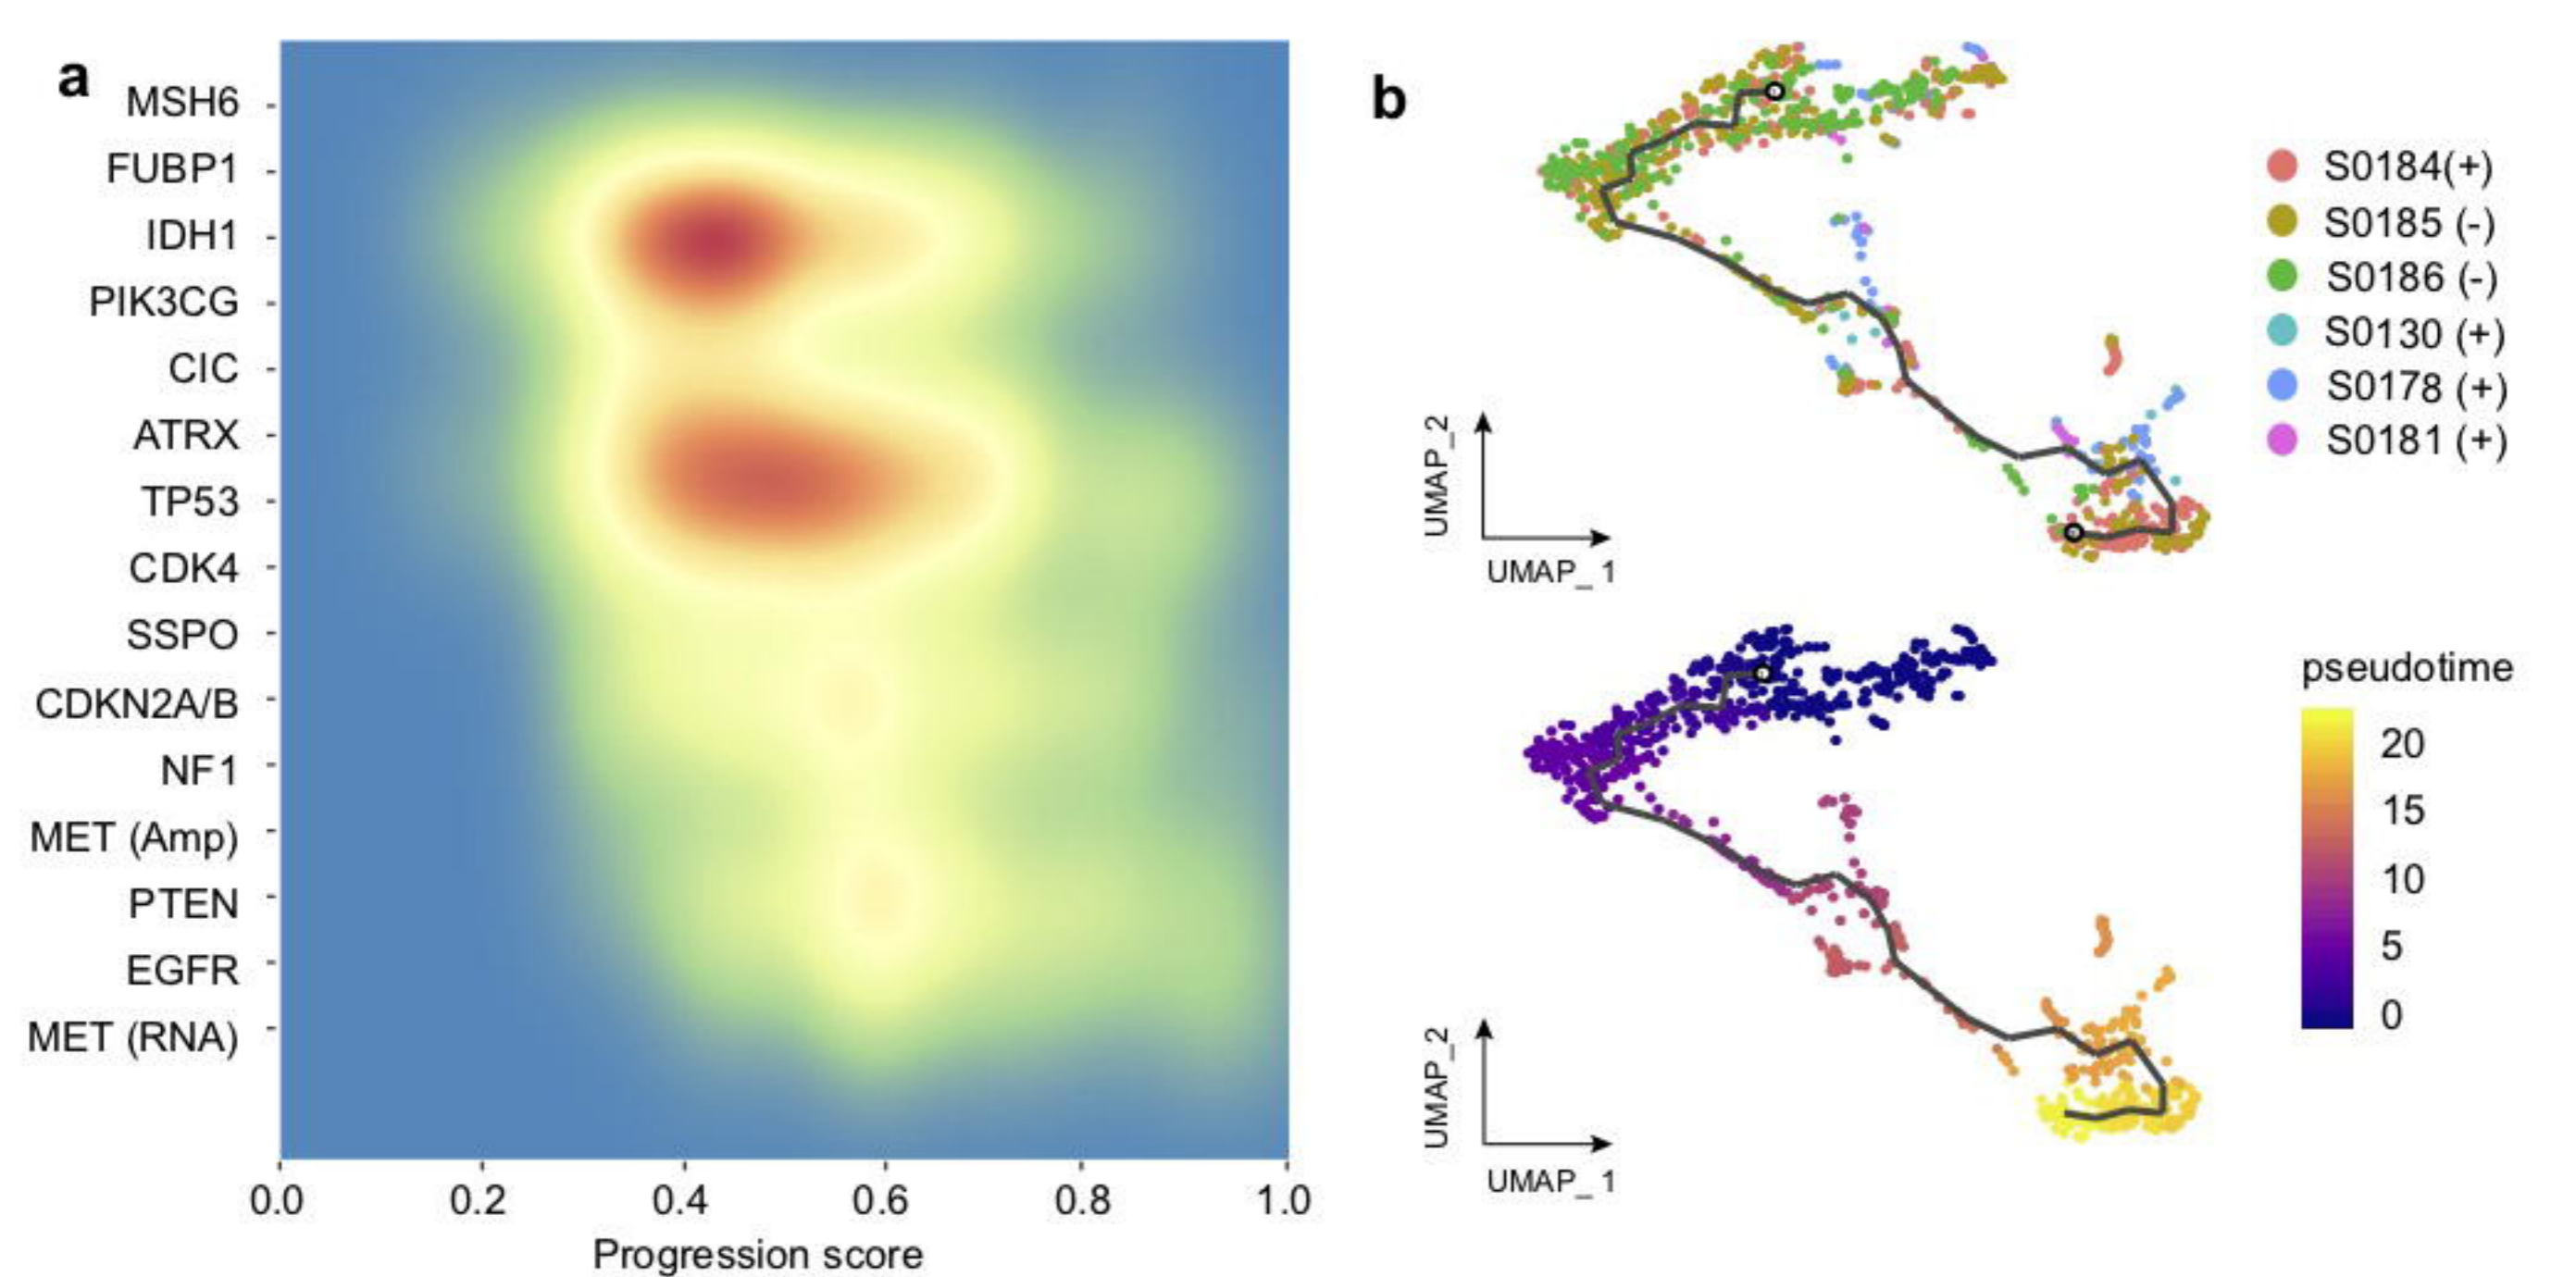 a
MSH6
FUBP1
IDH1
PIK3CG
CIC
ATRX
TP53
CDK4
SSPO
CDKN2A/B
NF1
MET (Amp)
PTEN
EGFR
MET (RNA)
0.0 0.2 0.4 0.6 0.8 1.0
Progression score
b
UMAP_2
UMAP_ 1
S0184(+)
S0185 (-)
S0186 (-)
S0130 (+)
S0178 (+)
S0181 (+)
UMAP_2
UMAP_ 1
pseudotime
20
15
10
5
0